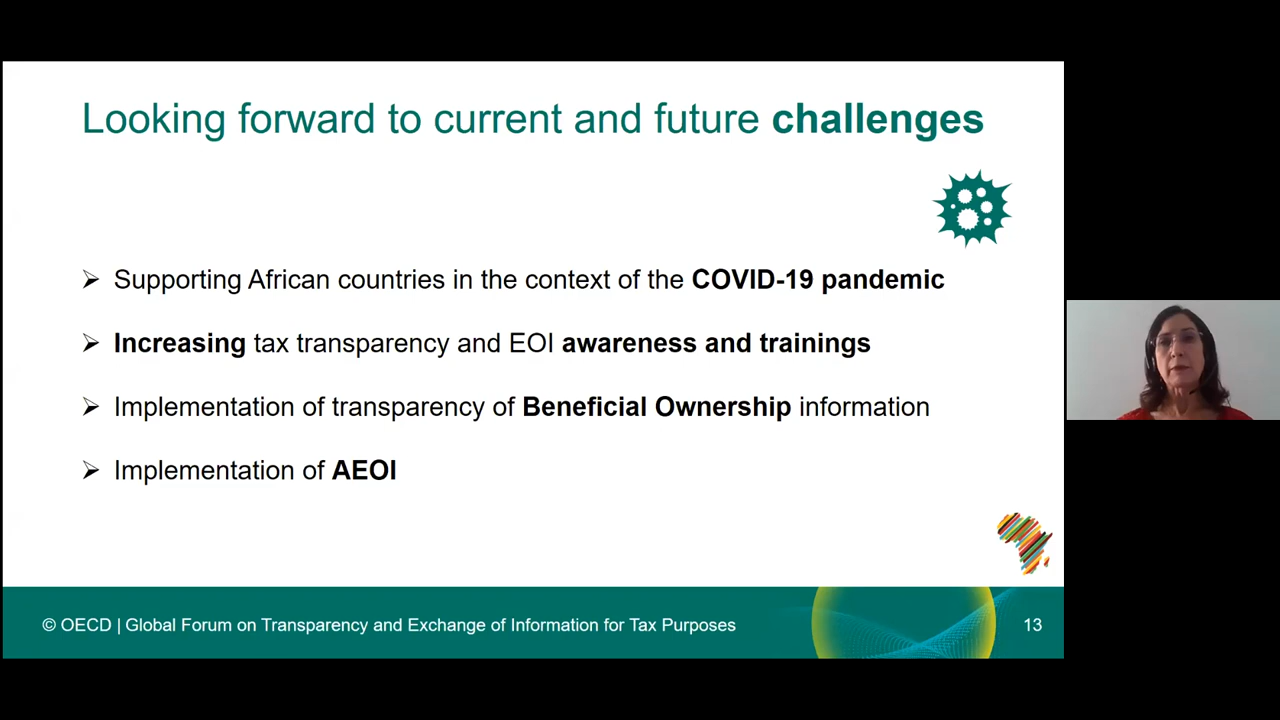 Looking forward to current and future challenges
Supporting African countries in the context of the COVID-19 pandemic
Increasing tax transparency and EOI awareness and trainings
Implementation of transparency of Beneficial Ownership information
Implementation of AEOI
© OECD | Global Forum on Transparency and Exchange of Information for Tax Purposes
13